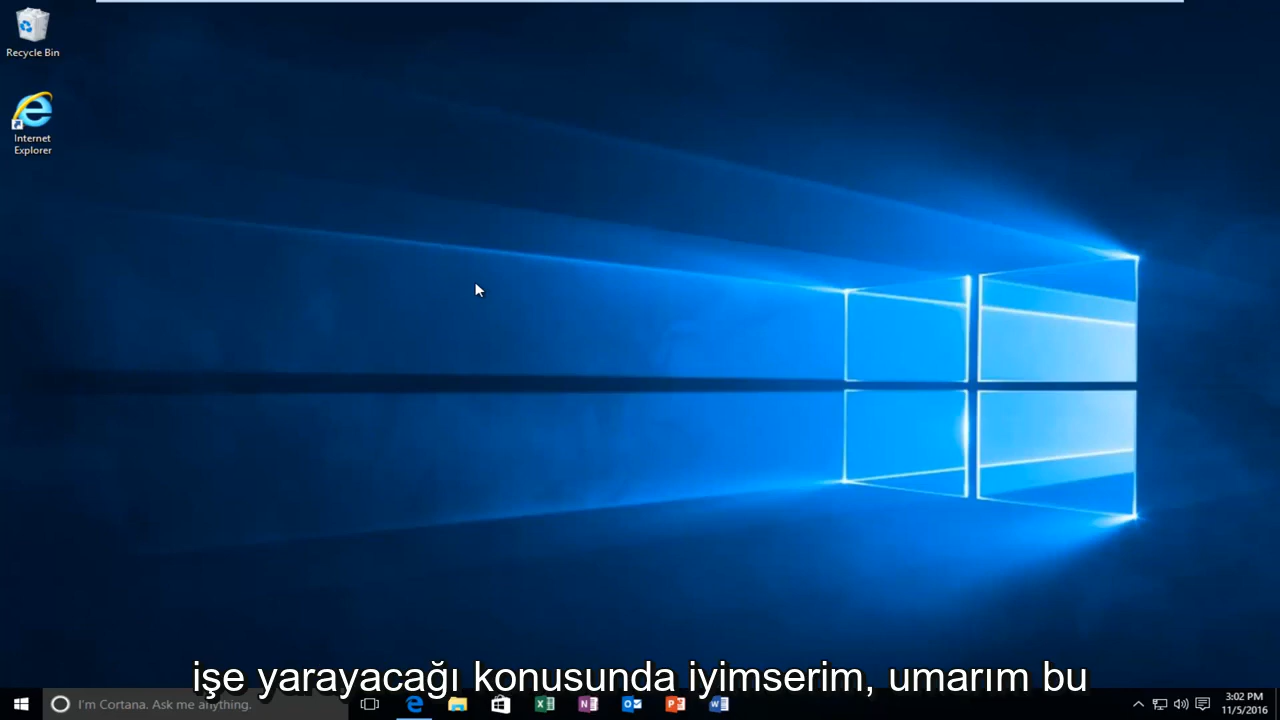 Recycle Bin
Internet
Explorer
işe yarayacağı konusunda iyimserim, umarım bu
I'm Cortana. Ask me anything.
3:02 PM
11/5/2016